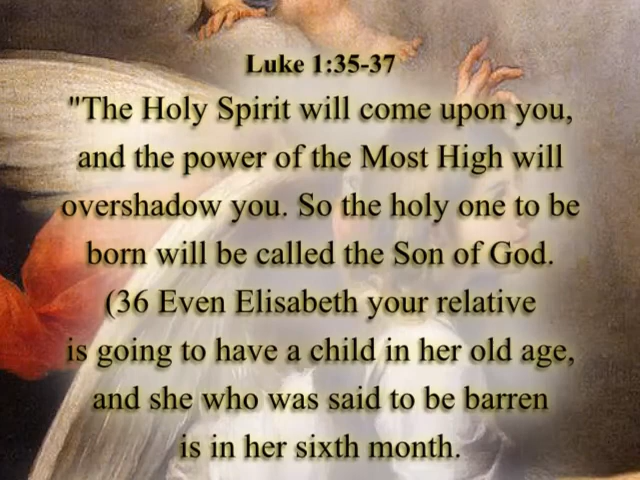 Luke 1:35-37
"The Holy Spirit will come upon you,
and the power of the Most High will
overshadow you. So the holy one to be
born will be called the Son of God.
(36 Even Elisabeth your relative
is going to have a child in her old age,
and she who was said to be barren
is in her sixth month.